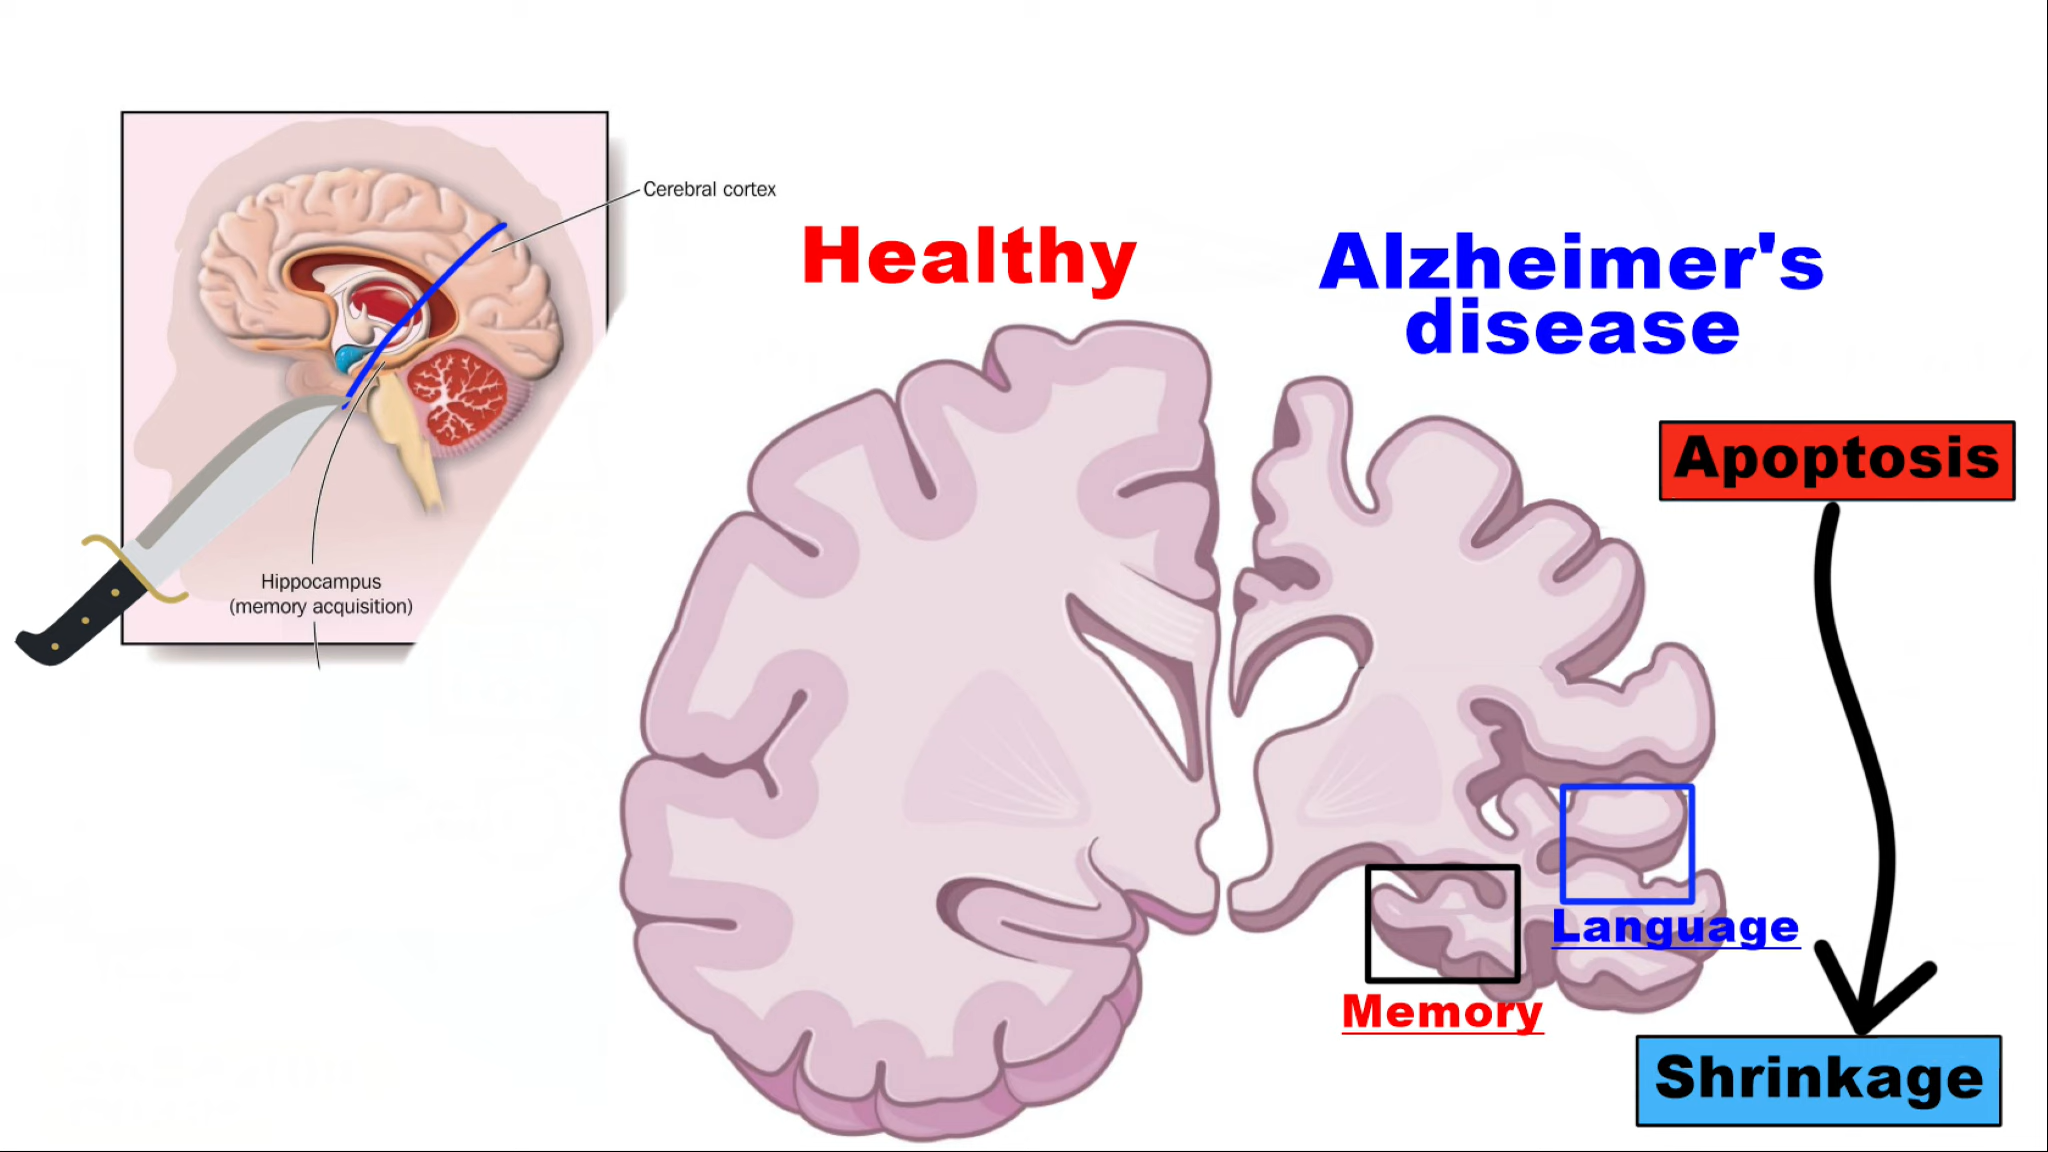 Cerebral cortex
Hippocampus
(memory acquisition)
Healthy
Alzheimer's
disease
Apoptosis
Language
Memory
Shrinkage